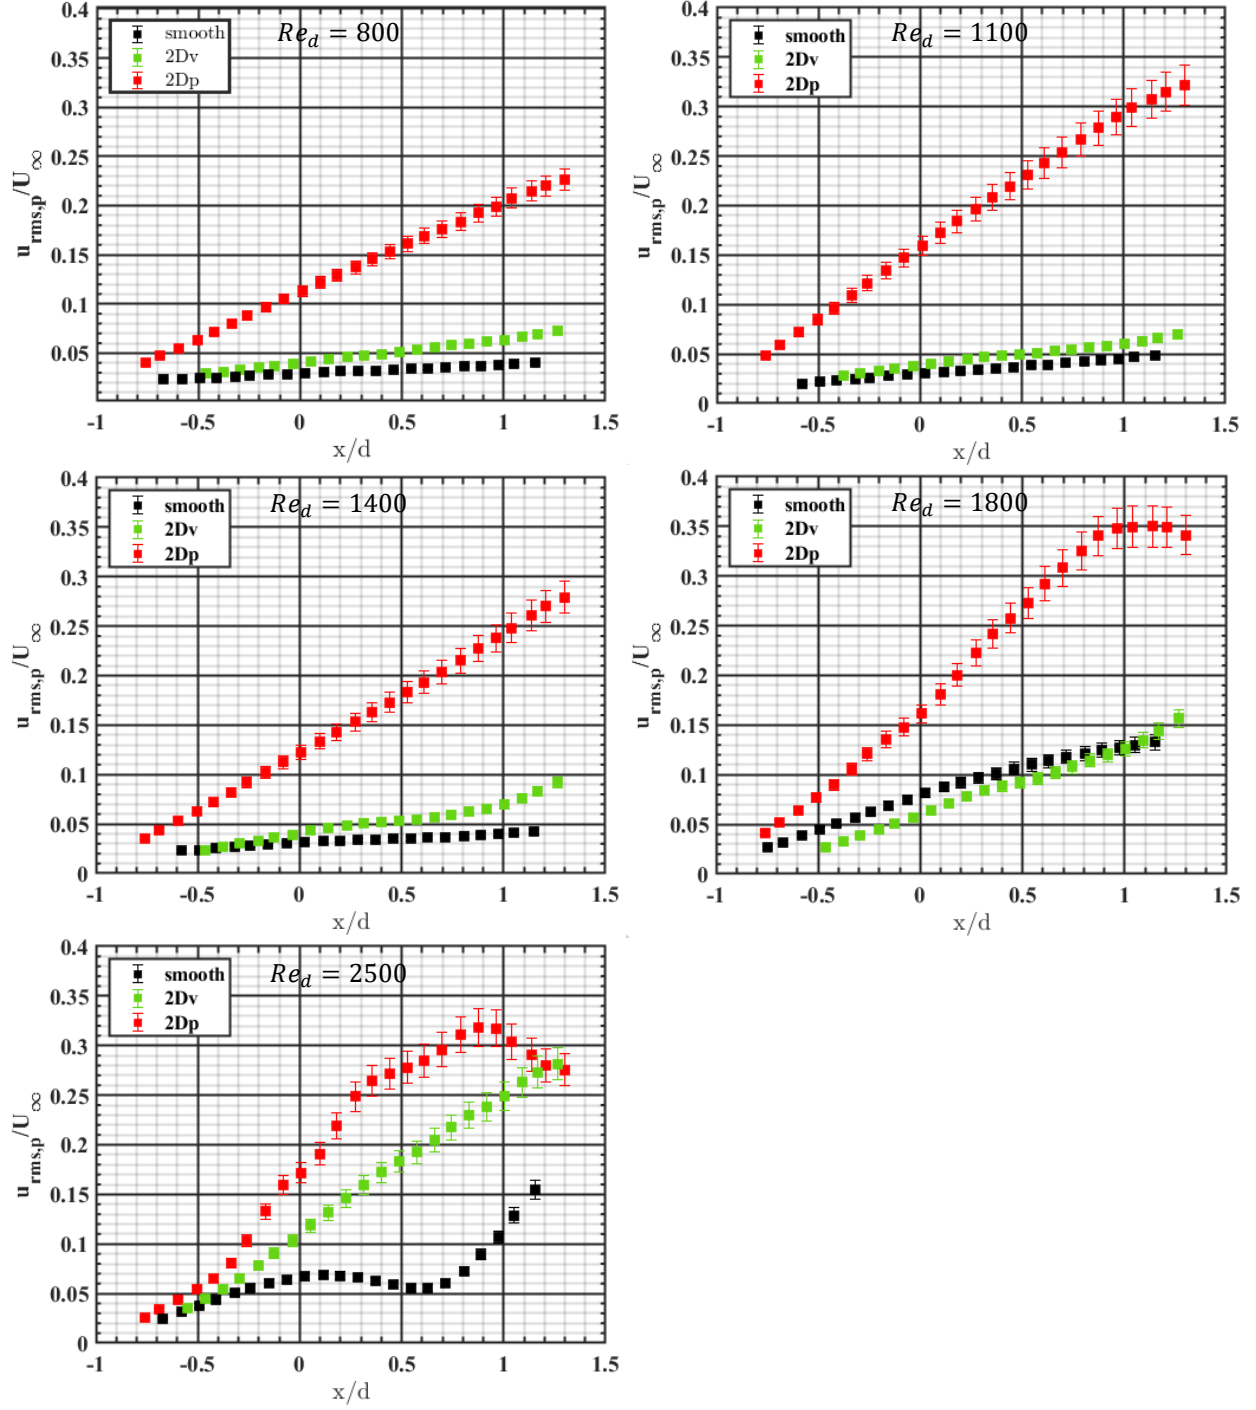 0.4
0.35
0.3
0.25
0.2
0.15
0.1
0.05
u_rms,p/U_∞
smooth
2Dv
2Dp
Re_d = 800
-1 -0.5 0 0.5 1 1.5
x/d
0.4
0.35
0.3
0.25
0.2
0.15
0.1
0.05
0
u_rms,p/U_∞
smooth
2Dv
2Dp
Re_d = 1100
-1 -0.5 0 0.5 1 1.5
x/d
0.4
0.35
0.3
0.25
0.2
0.15
0.1
0.05
0
u_rms,p/U_∞
smooth
2Dv
2Dp
Re_d = 1400
-1 -0.5 0 0.5 1 1.5
x/d
0.4
0.35
0.3
0.25
0.2
0.15
0.1
0.05
0
u_rms,p/U_∞
smooth
2Dv
2Dp
Re_d = 1800
-1 -0.5 0 0.5 1 1.5
x/d
0.4
0.35
0.3
0.25
0.2
0.15
0.1
0.05
0
u_rms,p/U_∞
smooth
2Dv
2Dp
Re_d = 2500
-1 -0.5 0 0.5 1 1.5
x/d